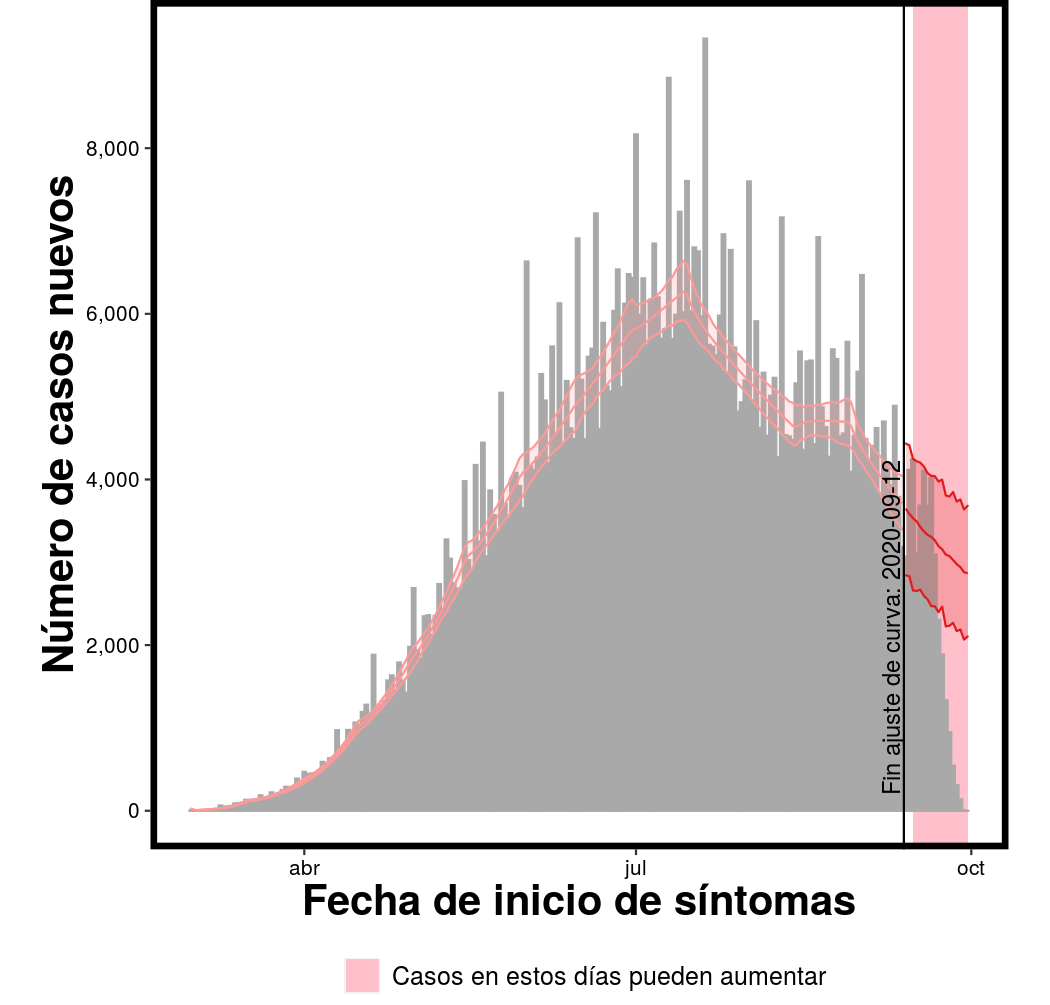 Número de casos nuevos
8,000
6,000
4,000
2,000
0
Fin ajuste de curva: 2020-09-12
abr
jul
oct
Fecha de inicio de síntomas
Casos en estos días pueden aumentar